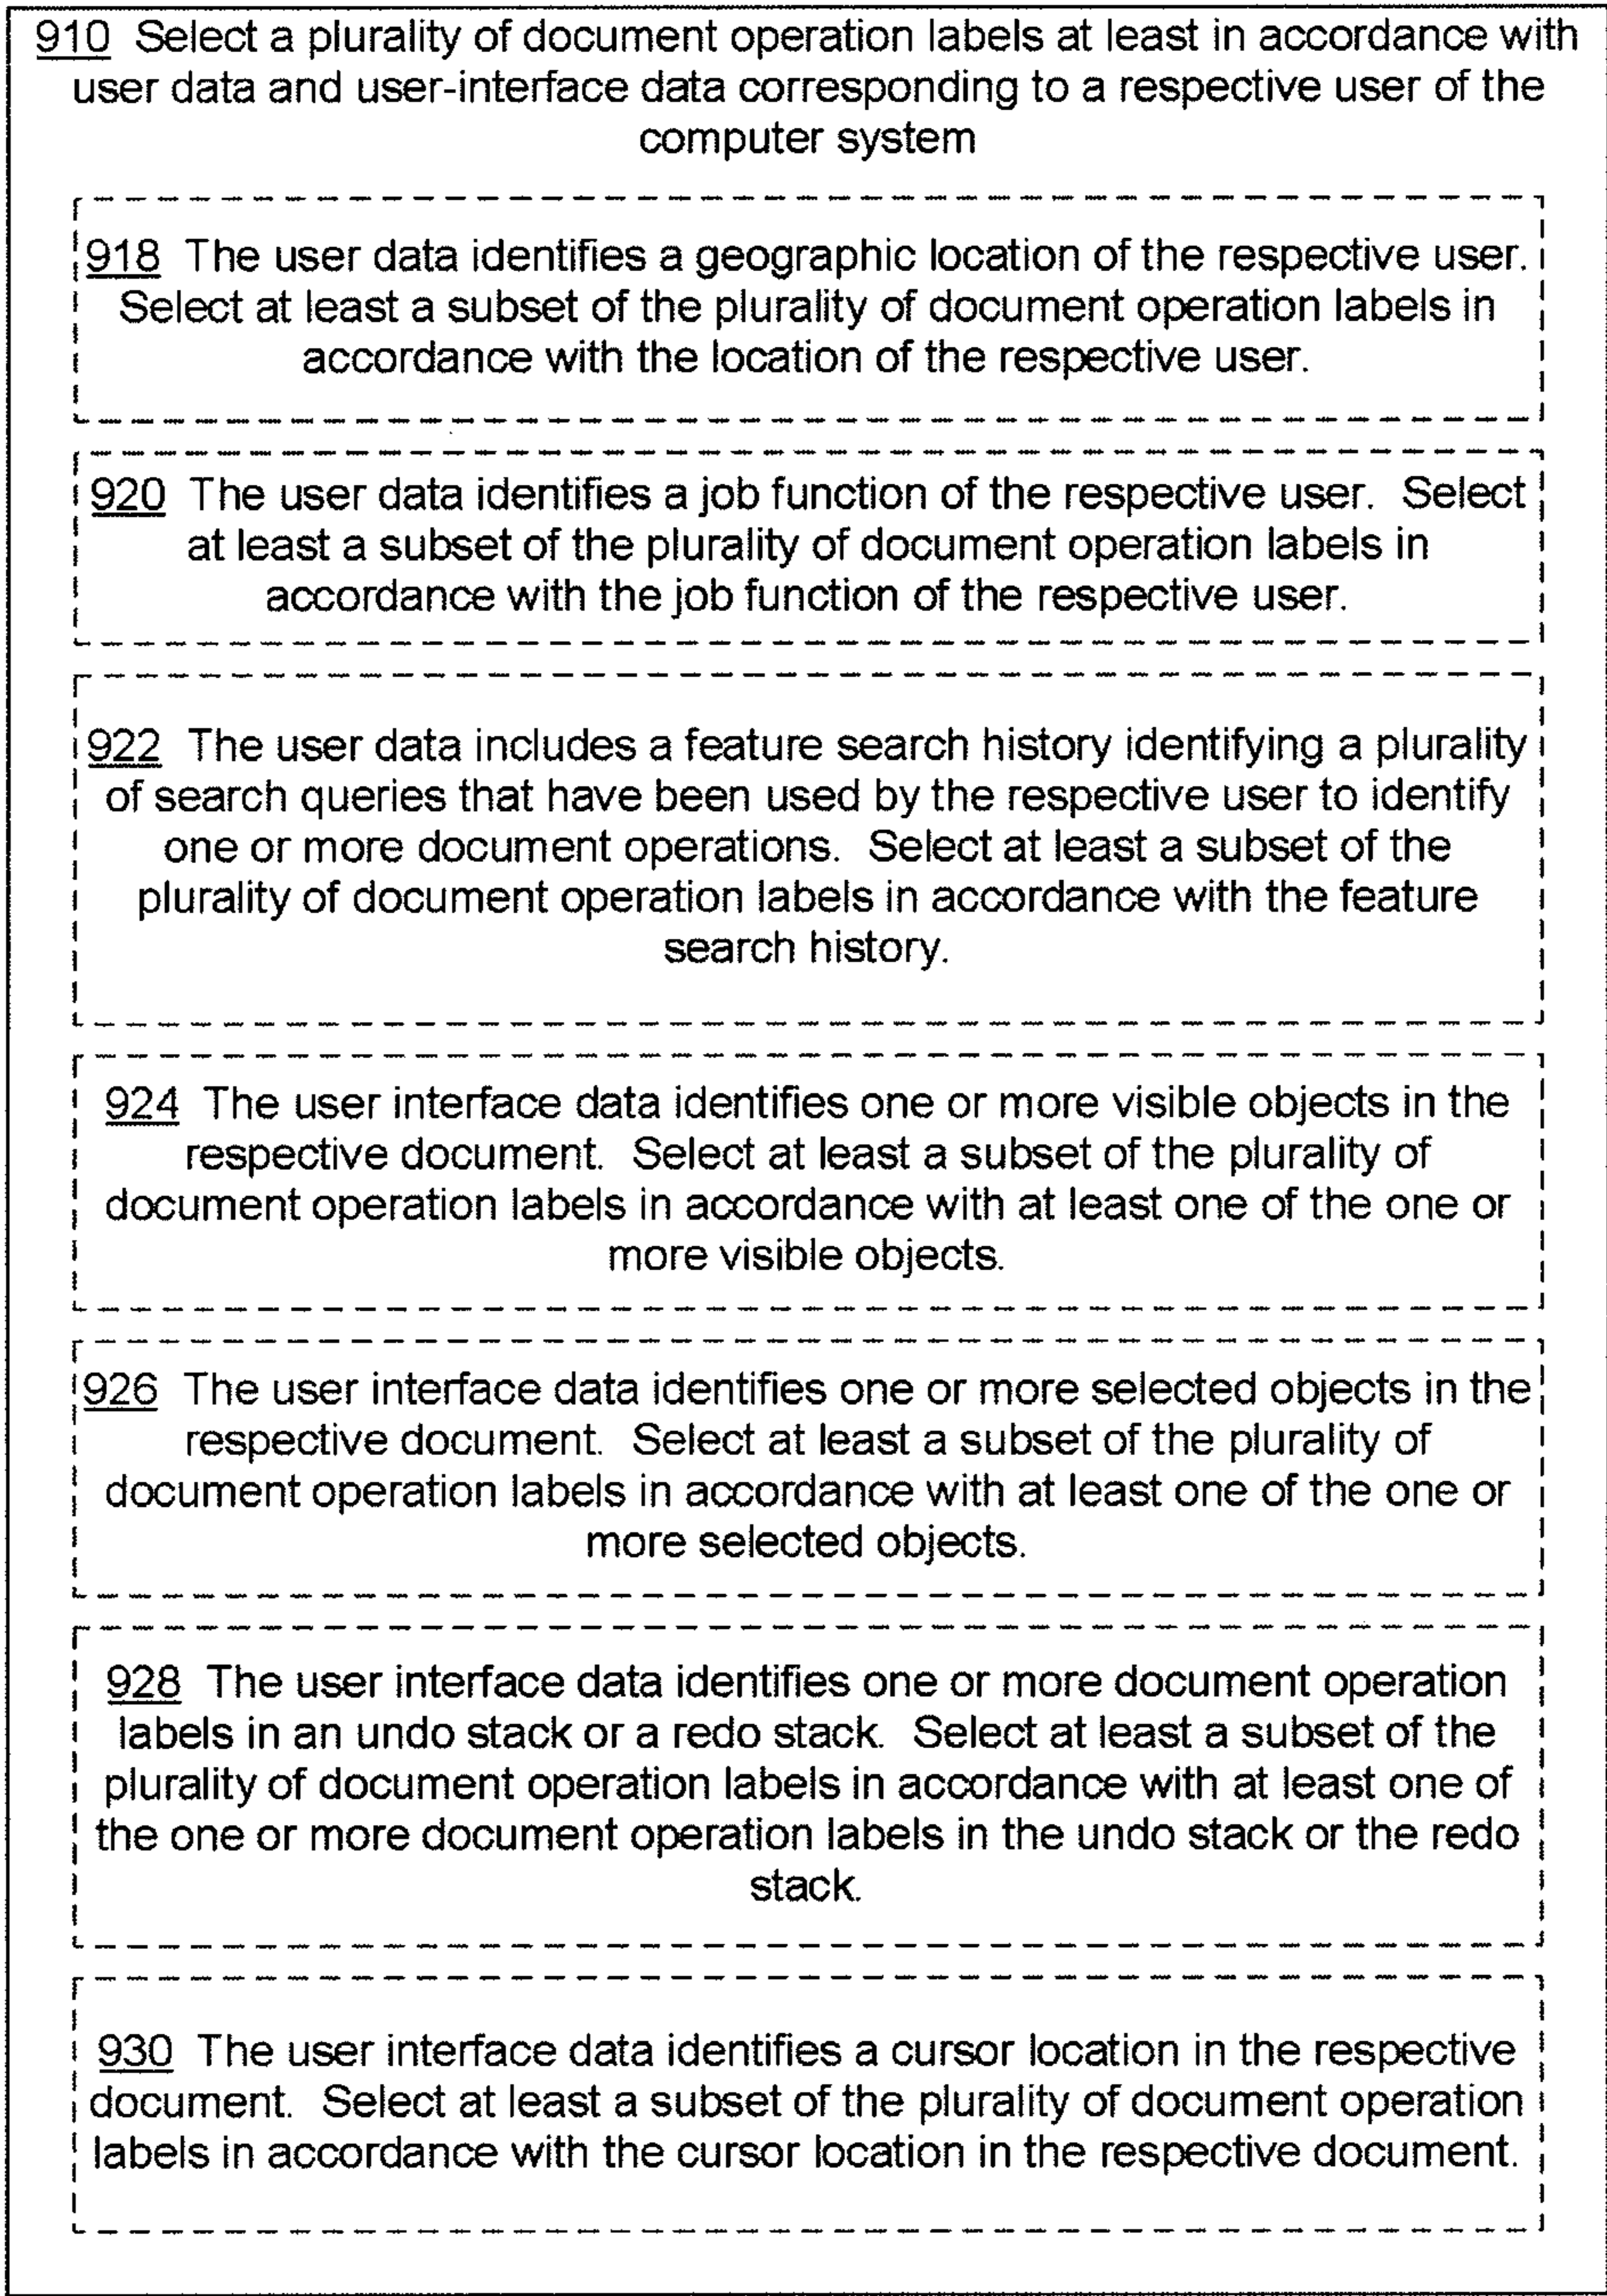 910 Select a plurality of document operation labels at least in accordance with
user data and user-interface data corresponding to a respective user of the
computer system
918 The user data identifies a geographic location of the respective user.
Select at least a subset of the plurality of document operation labels in
accordance with the location of the respective user.
920 The user data identifies a job function of the respective user. Select
at least a subset of the plurality of document operation labels in
accordance with the job function of the respective user.
922 The user data includes a feature search history identifying a plurality
of search queries that have been used by the respective user to identify
one or more document operations. Select at least a subset of the
plurality of document operation labels in accordance with the feature
search history.
924 The user interface data identifies one or more visible objects in the
respective document. Select at least a subset of the plurality of
document operation labels in accordance with at least one of the one or
more visible objects.
926 The user interface data identifies one or more selected objects in the
respective document. Select at least a subset of the plurality of
document operation labels in accordance with at least one of the one or
more selected objects.
928 The user interface data identifies one or more document operation
labels in an undo stack or a redo stack. Select at least a subset of the
plurality of document operation labels in accordance with at least one of
the one or more document operation labels in the undo stack or the redo
stack.
930 The user interface data identifies a cursor location in the respective
document. Select at least a subset of the plurality of document operation
labels in accordance with the cursor location in the respective document.